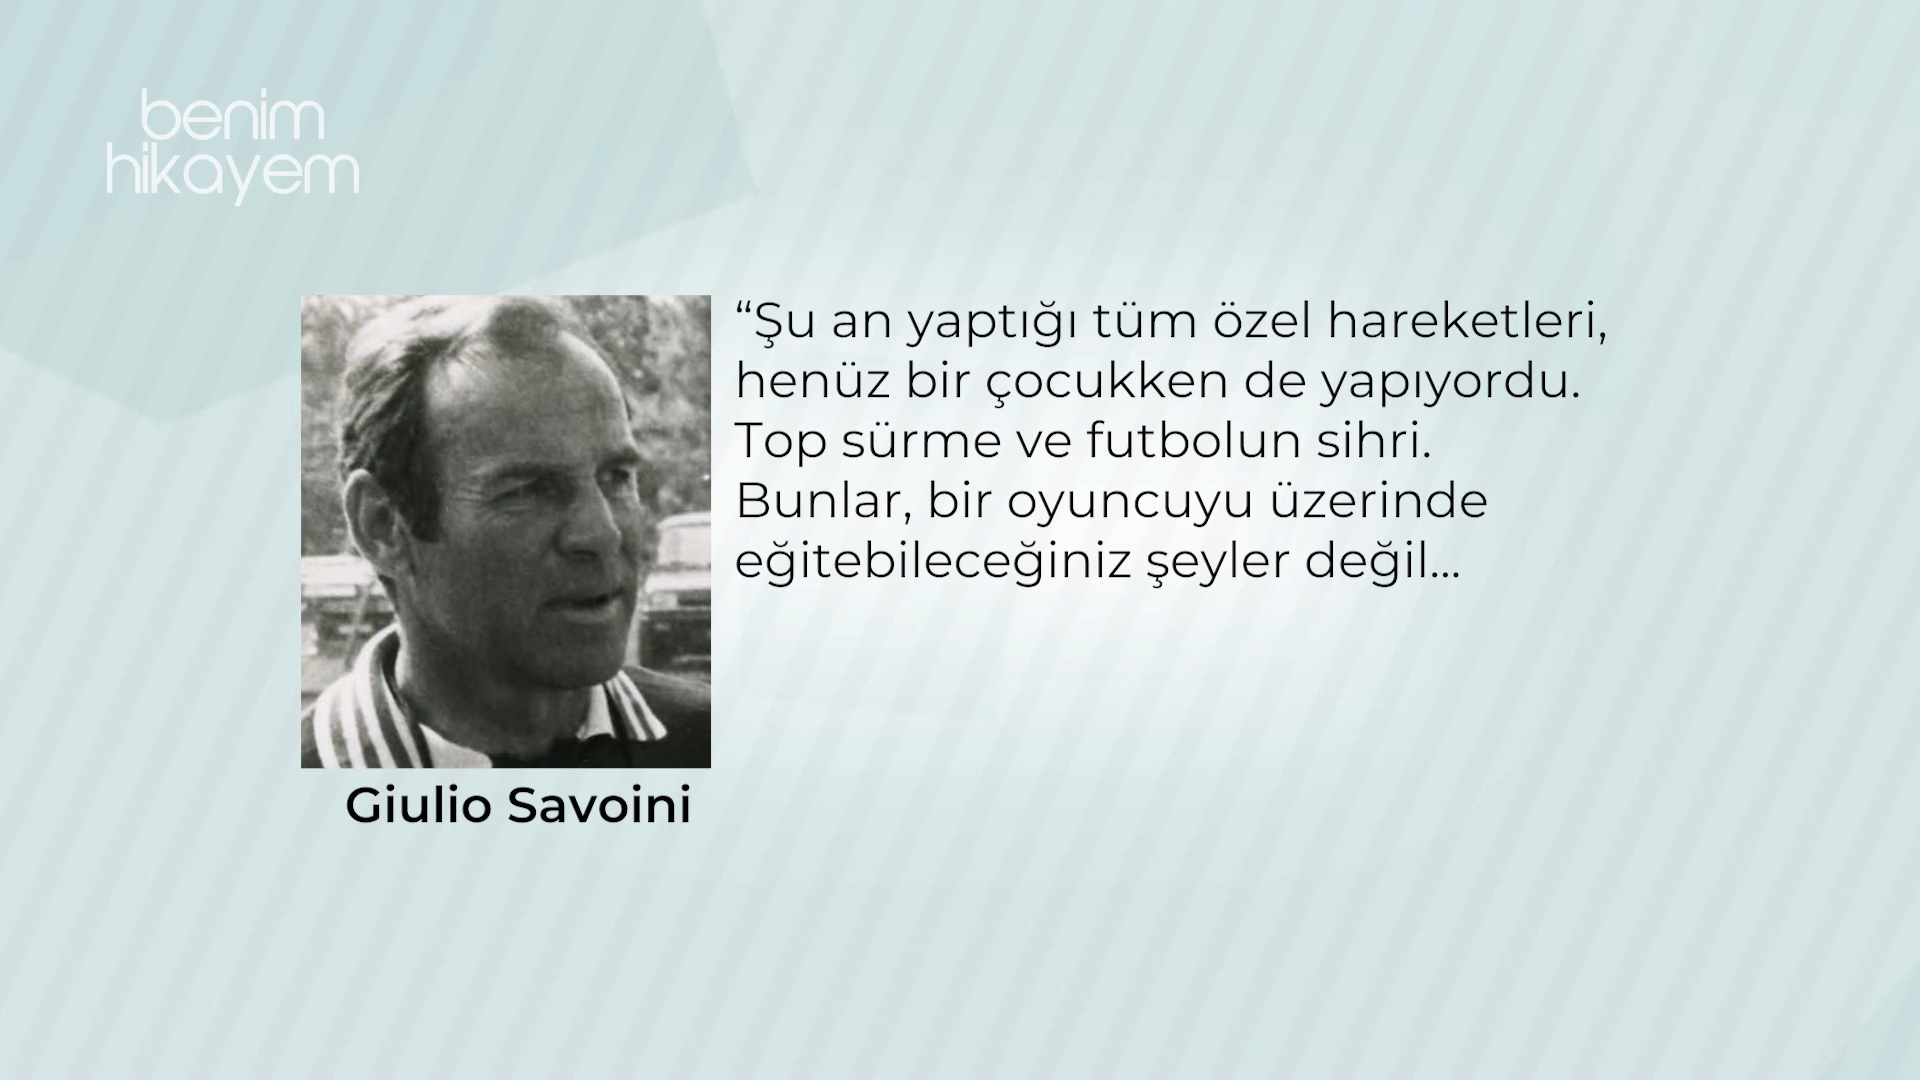 benim
hikayem
“Şu an yaptığı tüm özel hareketleri,
henüz bir çocukken de yapıyordu.
Top sürme ve futbolun sihri.
Bunlar, bir oyuncuyu üzerinde
eğitebileceğiniz şeyler değil...
Giulio Savoini